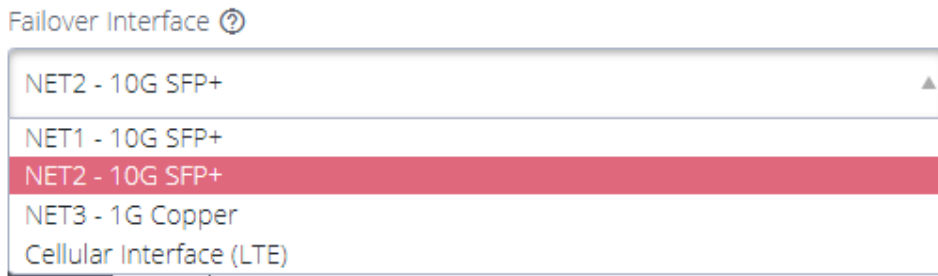 Failover Interface ?
NET2 - 10G SFP+
NET1 - 10G SFP+
NET2 - 10G SFP+
NET3 - 1G Copper
Cellular Interface (LTE)